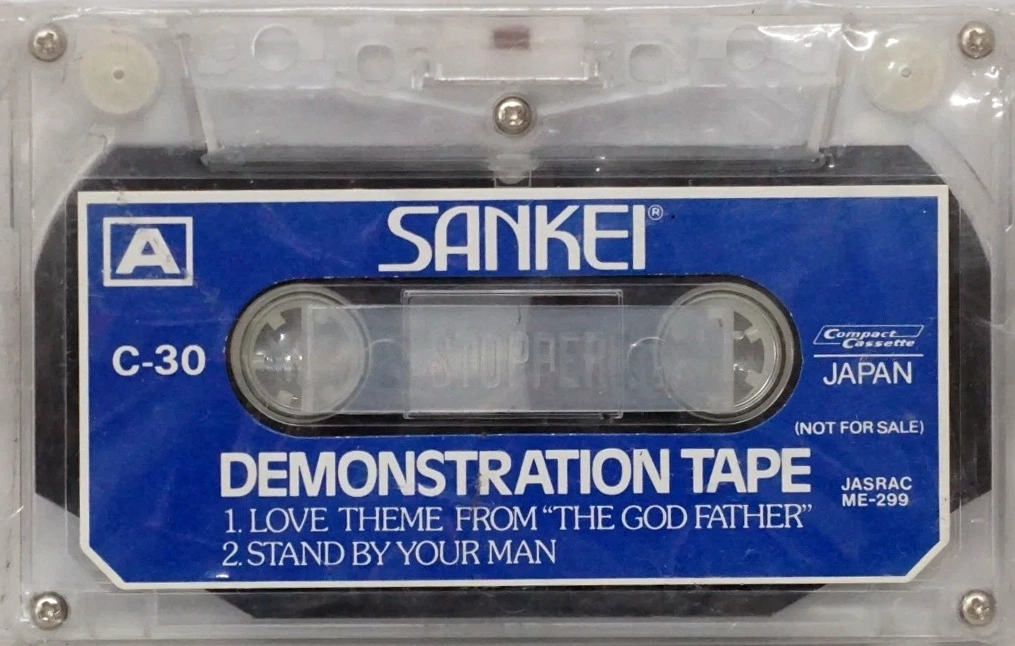 A
SANKEI®
C-30
STOPPER
Compact
Cassette
JAPAN
(NOT FOR SALE)
DEMONSTRATION TAPE
JASRAC
ME-299
1. LOVE THEME FROM “THE GOD FATHER”
2. STAND BY YOUR MAN